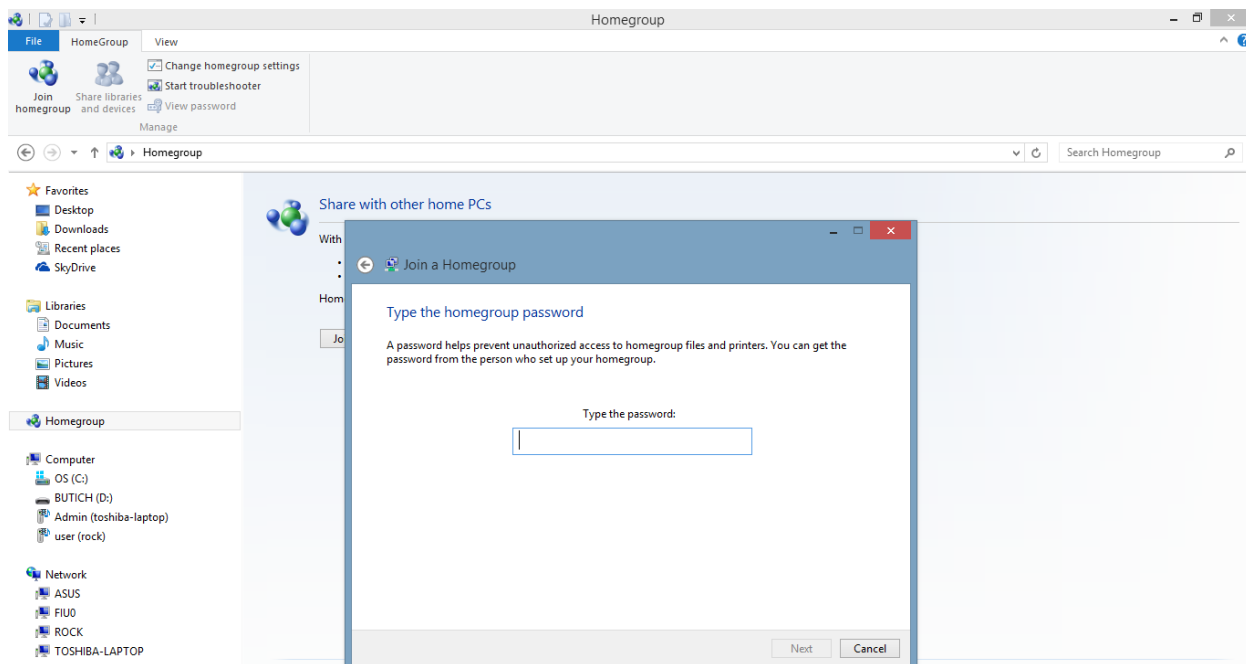 Homegroup
File HomeGroup View
Join homegroup
Share libraries and devices
Change homegroup settings
Start troubleshooter
View password
Manage
Homegroup
Search Homegroup
Favorites
Desktop
Downloads
Recent places
SkyDrive
Libraries
Documents
Music
Pictures
Videos
Homegroup
Computer
OS (C:)
BUTICH (D:)
Admin (toshiba-laptop)
user (rock)
Network
ASUS
FIU0
ROCK
TOSHIBA-LAPTOP
Share with other home PCs
With
Hom
Jo
Join a Homegroup
Type the homegroup password
A password helps prevent unauthorized access to homegroup files and printers. You can get the
password from the person who set up your homegroup.
Type the password:
Next Cancel